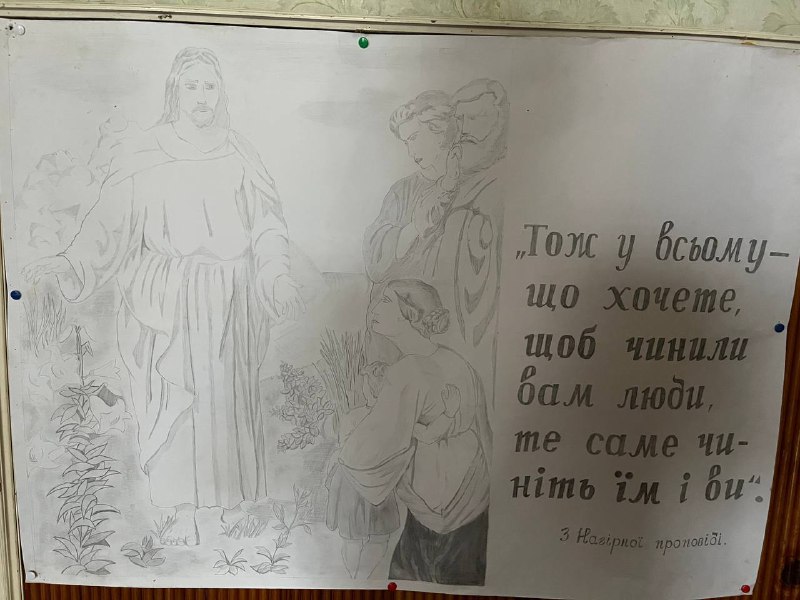 „Тож у всьому–
що хочете,
щоб чинили
вам люди,
те саме чи-
ніть їм і ви“.
З Нагірної проповіді.